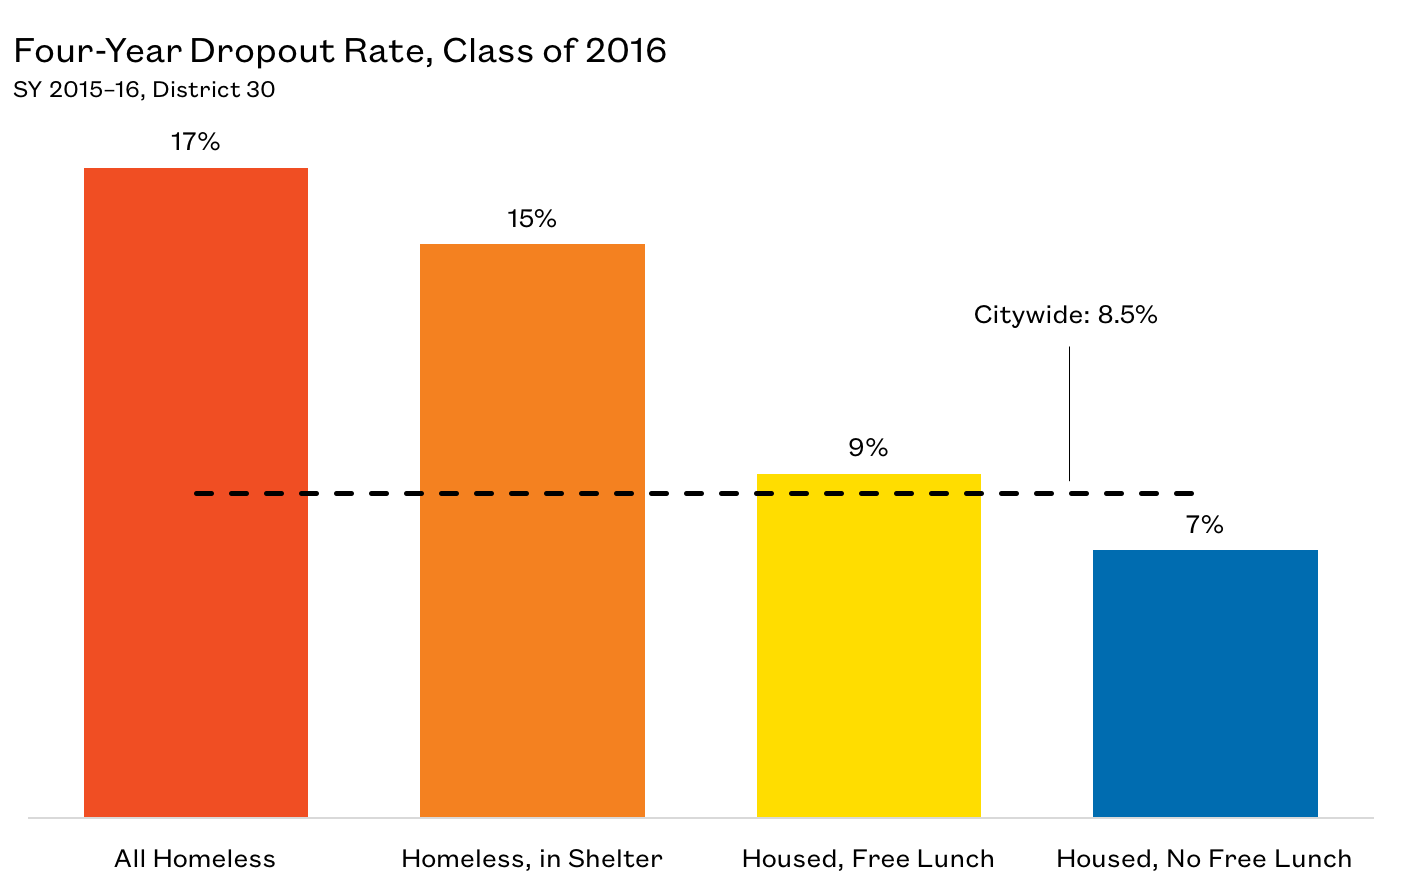 Four-Year Dropout Rate, Class of 2016
SY 2015–16, District 30
17%
15%
Citywide: 8.5%
9%
7%
All Homeless
Homeless, in Shelter
Housed, Free Lunch
Housed, No Free Lunch